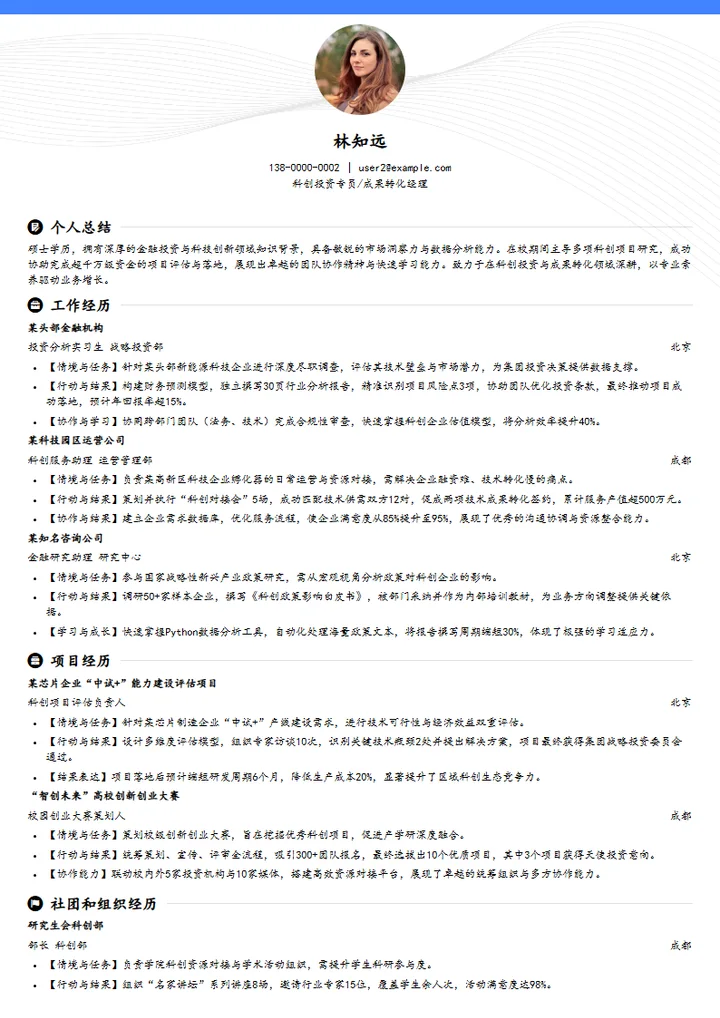 林知远
138-0000-0002 | user2@example.com
科创投资专员/成果转化经理
个人总结
硕士学历，拥有深厚的金融投资与科技创新领域知识背景，具备敏锐的市场洞察力与数据分析能力。在校期间主导多项科创项目研究，成功
协助完成超千万级资金的项目评估与落地，展现出卓越的团队协作精神与快速学习能力。致力于在科创投资与成果转化领域深耕，以专业素
养驱动业务增长。
工作经历
某头部金融机构
投资分析实习生 战略投资部 北京
• 【情境与任务】针对某头部新能源科技企业进行深度尽职调查，评估其技术壁垒与市场潜力，为集团投资决策提供数据支撑。
• 【行动与结果】构建财务预测模型，独立撰写30页行业分析报告，精准识别项目风险点3项，协助团队优化投资条款，最终推动项目成
功落地，预计年回报率超15%。
• 【协作与学习】协同跨部门团队（法务、技术）完成合规性审查，快速掌握科创企业估值模型，将分析效率提升40%。
某科技园区运营公司
科创服务助理 运营管理部 成都
• 【情境与任务】负责某高新区科技企业孵化器的日常运营与资源对接，需解决企业融资难、技术转化慢的痛点。
• 【行动与结果】策划并执行“科创对接会”5场，成功匹配技术供需双方12对，促成两项技术成果转化签约，累计服务产值超500万元。
• 【协作与结果】建立企业需求数据库，优化服务流程，使企业满意度从85%提升至95%，展现了优秀的沟通协调与资源整合能力。
某知名咨询公司
金融研究助理 研究中心 北京
• 【情境与任务】参与国家战略性新兴产业政策研究，需从宏观视角分析政策对科创企业的影响。
• 【行动与结果】调研50+家样本企业，撰写《科创政策影响白皮书》，被部门采纳并作为内部培训教材，为业务方向调整提供关键依
据。
• 【学习与成长】快速掌握Python数据分析工具，自动化处理海量政策文本，将报告撰写周期缩短30%，体现了极强的学习适应力。
项目经历
某芯片企业“中试+”能力建设评估项目
科创项目评估负责人 北京
• 【情境与任务】针对某芯片制造企业“中试+”产线建设需求，进行技术可行性与经济效益双重评估。
• 【行动与结果】设计多维度评估模型，组织专家访谈10次，识别关键技术瓶颈2处并提出解决方案，项目最终获得集团战略投资委员会
通过。
• 【结果表达】项目落地后预计缩短研发周期6个月，降低生产成本20%，显著提升了区域科创生态竞争力。
“智创未来”高校创新创业大赛
校园创业大赛策划人 成都
• 【情境与任务】策划校级创新创业大赛，旨在挖掘优秀科创项目，促进产学研深度融合。
• 【行动与结果】统筹策划、宣传、评审全流程，吸引300+团队报名，最终选拔出10个优质项目，其中3个项目获得天使投资意向。
• 【协作能力】联动校内外5家投资机构与10家媒体，搭建高效资源对接平台，展现了卓越的统筹组织与多方协作能力。
社团和组织经历
研究生会科创部
部长 科创部 成都
• 【情境与任务】负责学院科创资源对接与学术活动组织，需提升学生科研参与度。
• 【行动与结果】组织“名家讲坛”系列讲座8场，邀请行业专家15位，覆盖学生余人次，活动满意度达98%。